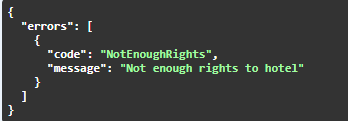 {
"errors": [
{
"code": "NotEnoughRights",
"message": "Not enough rights to hotel"
}
]
}